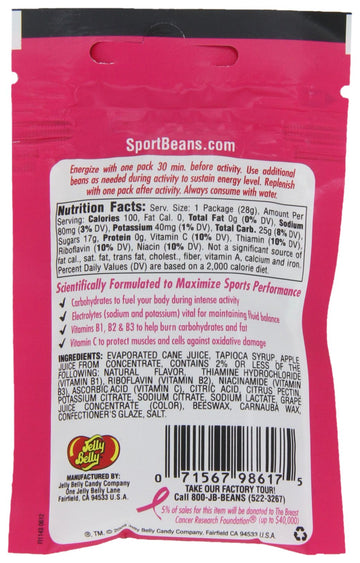 SportBeans.com
Energize with one pack 30 min. before activity. Use additional
beans as needed during activity to sustain energy level. Replenish
with one pack after activity. Always consume with water.
Nutrition Facts: Serv. Size: 1 Package (28g), Amount Per
Serving: Calories 100, Fat Cal. 0, Total Fat 0g (0% DV), Sodium
80mg (3% DV), Potassium 40mg (1% DV), Total Carb. 25g (8% DV),
Sugars 17g, Protein 0g, Vitamin C (10% DV), Thiamin (10% DV),
Riboflavin (10% DV), Niacin (10% DV). Not a significant source of
fat cal., sat. fat, trans fat, cholest., fiber, vitamin A, calcium and iron.
Percent Daily Values (DV) are based on a 2,000 calorie diet.
Scientifically Formulated to Maximize Sports Performance
✓ Carbohydrates to fuel your body during intense activity
✓ Electrolytes (sodium and potassium) vital for maintaining fluid balance
✓ Vitamins B1, B2 & B3 to help burn carbohydrates and fat
✓ Vitamin C to protect muscles and cells against oxidative damage
INGREDIENTS: EVAPORATED CANE JUICE, TAPIOCA SYRUP, APPLE
JUICE FROM CONCENTRATE, CONTAINS 2% OR LESS OF THE
FOLLOWING: NATURAL FLAVOR, THIAMINE HYDROCHLORIDE
(VITAMIN B1), RIBOFLAVIN (VITAMIN B2), NIACINAMIDE (VITAMIN
B3), ASCORBIC ACID (VITAMIN C), CITRIC ACID, CITRUS PECTIN,
POTASSIUM CITRATE, SODIUM CITRATE, SODIUM LACTATE, GRAPE
JUICE CONCENTRATE (COLOR), BEESWAX, CARNAUBA WAX,
CONFECTIONER'S GLAZE, SALT.
Jelly
Belly
®
MANUFACTURED BY:
Jelly Belly Candy Company
One Jelly Belly Lane
Fairfield, CA 94533 U.S.A.
0 71567 98617 5
TAKE OUR FACTORY TOUR!
Call 800-JB-BEANS (522-3267)
5% of sales for this item will be donated to The Breast
Cancer Research Foundation® (up to $40,000)
Jelly Belly Candy Company, Fairfield, CA 94533 U.S.A.